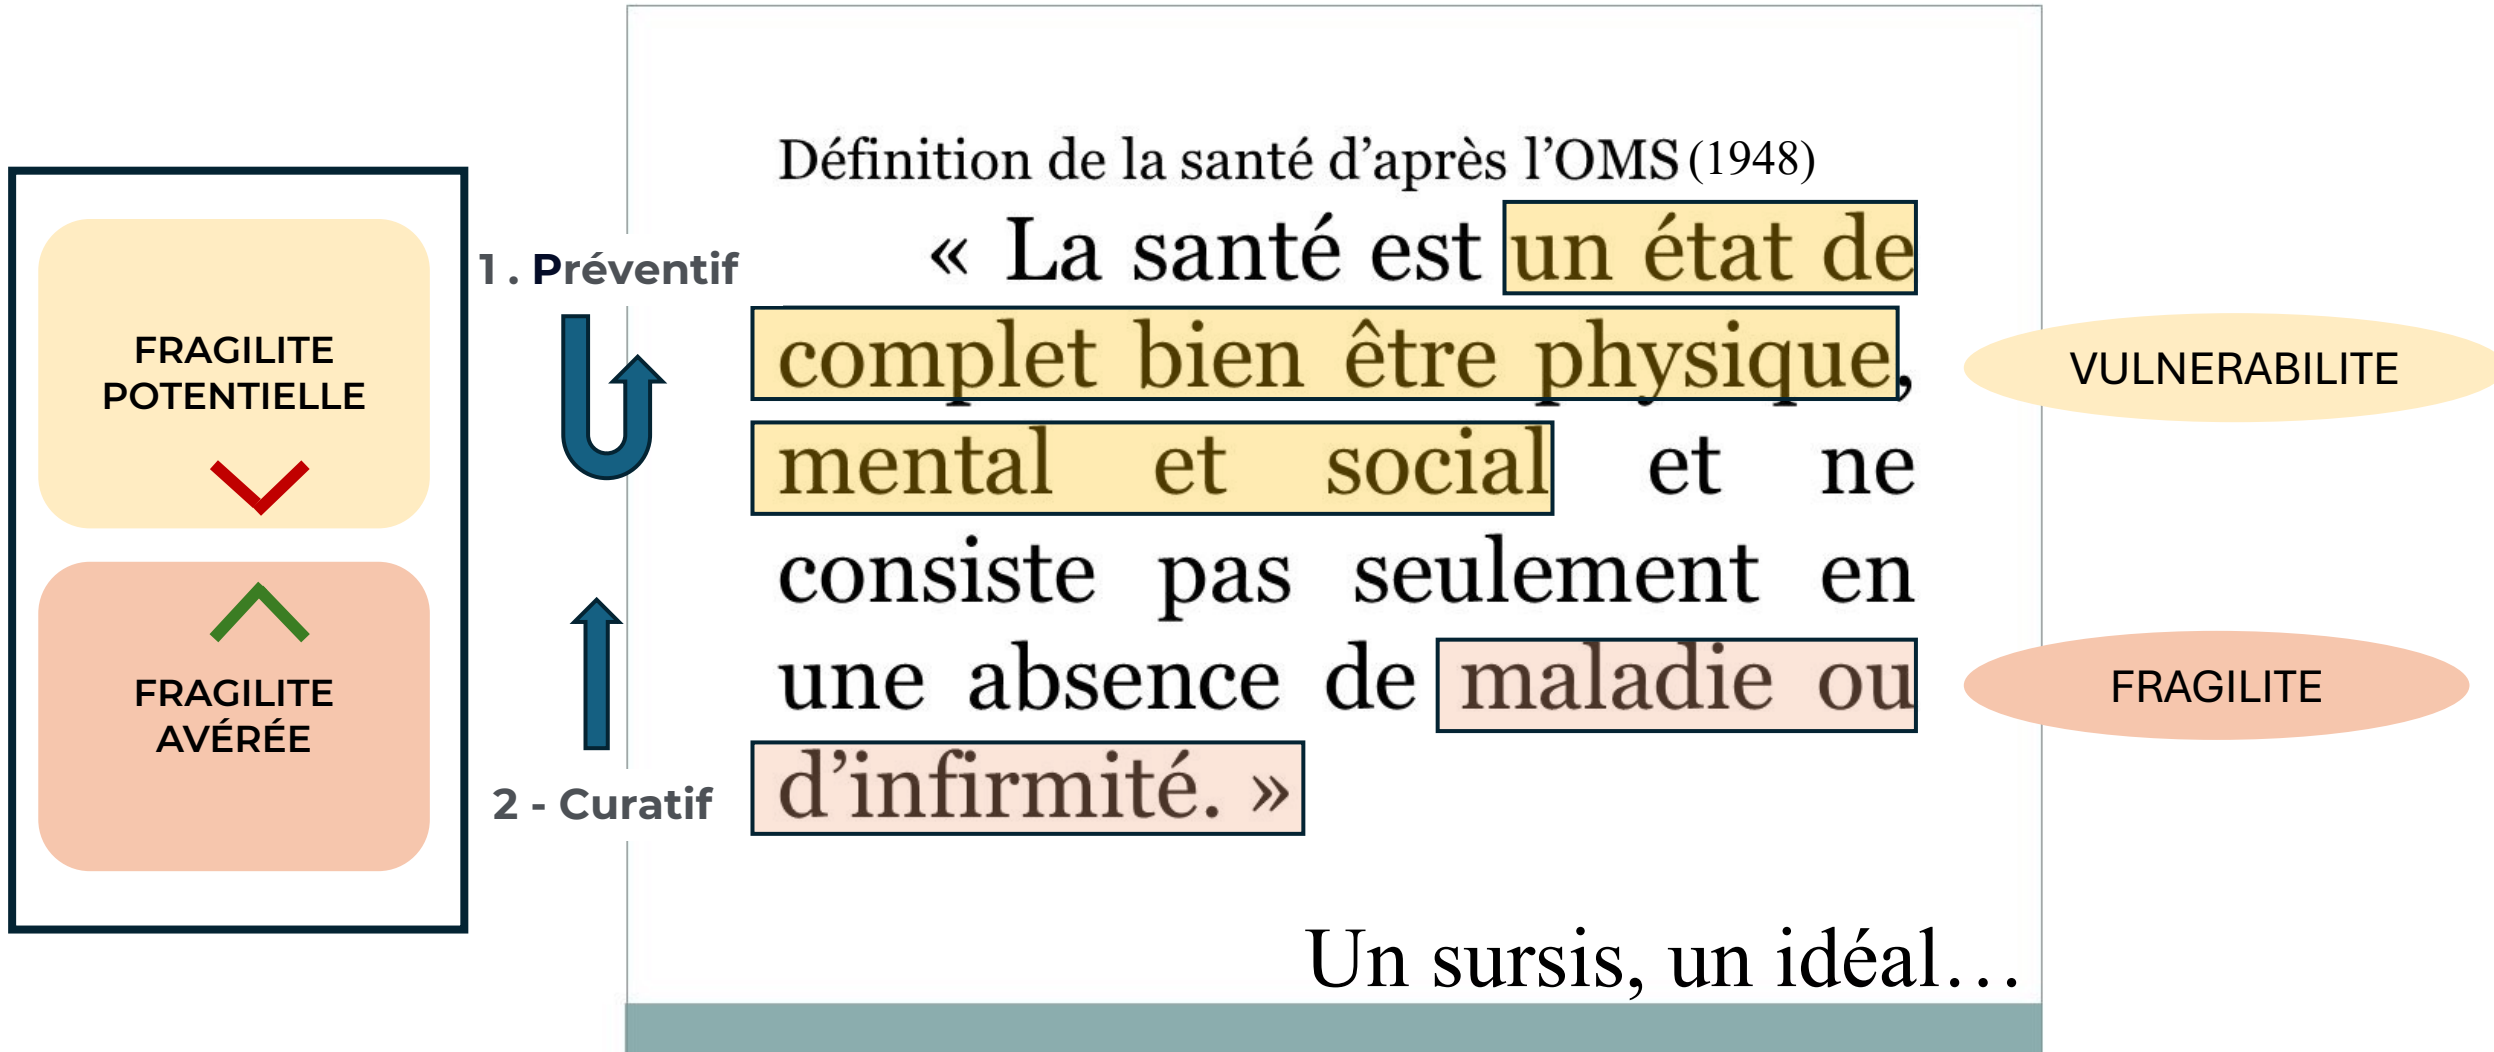 FRAGILITE
POTENTIELLE
FRAGILITE
AVÉRÉE
1 . Préventif
2 - Curatif
Définition de la santé d’après l’OMS (1948)
« La santé est un état de
complet bien être physique,
mental et social et ne
consiste pas seulement en
une absence de maladie ou
d’infirmité. »
Un sursis, un idéal…
VULNERABILITE
FRAGILITE